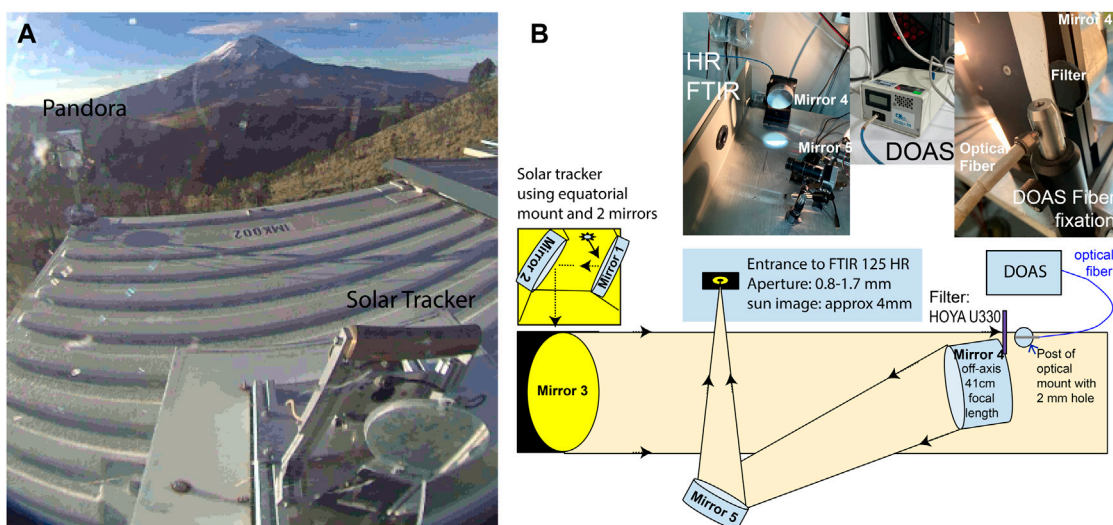 A
Pandora
IMK002
Solar Tracker
B
HR
FTIR
Mirror 4
Mirror 5
DOAS
Mirror 4
Filter
Optical
Fiber
DOAS Fiber
fixation
Solar tracker
using equatorial
mount and 2 mirrors
Mirror 2
Mirror 1
Entrance to FTIR 125 HR
Aperture: 0.8-1.7 mm
sun image: approx 4mm
DOAS
optical
fiber
Filter:
HOYA U330
Mirror 3
Mirror 4
off-axis
41cm
focal
length
Post of
optical
mount with
2 mm hole
Mirror 5